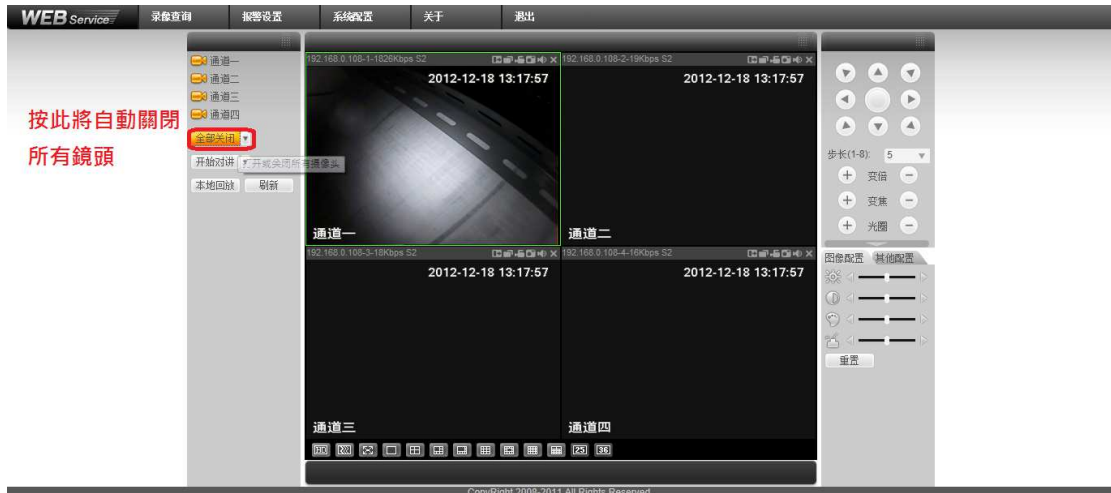 WEB Service
录像查询
报警设置
系统配置
关于
退出
通道一
通道二
通道三
通道四
全部关闭
开始对讲
打开或关闭所有摄像头
本地回放
刷新
按此將自動關閉
所有鏡頭
192.168.0.108-1-1826Kbps S2
2012-12-18 13:17:57
通道一
192.168.0.108-2-19Kbps S2
2012-12-18 13:17:57
通道二
192.168.0.108-3-18Kbps S2
2012-12-18 13:17:57
通道三
192.168.0.108-4-16Kbps S2
2012-12-18 13:17:57
通道四
25
36
步长(1-8):
5
变倍
变焦
光圈
图像配置
其他配置
重置
CopyRight 2008-2011 All Rights Reserved